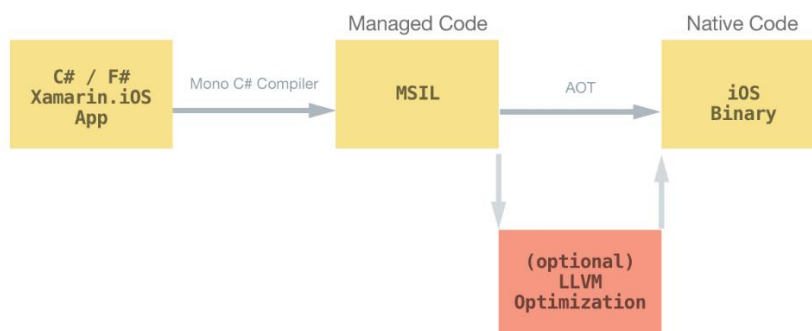 Managed Code
Native Code
C# / F#
Xamarin.iOS
App
Mono C# Compiler
MSIL
AOT
iOS
Binary
(optional)
LLVM
Optimization